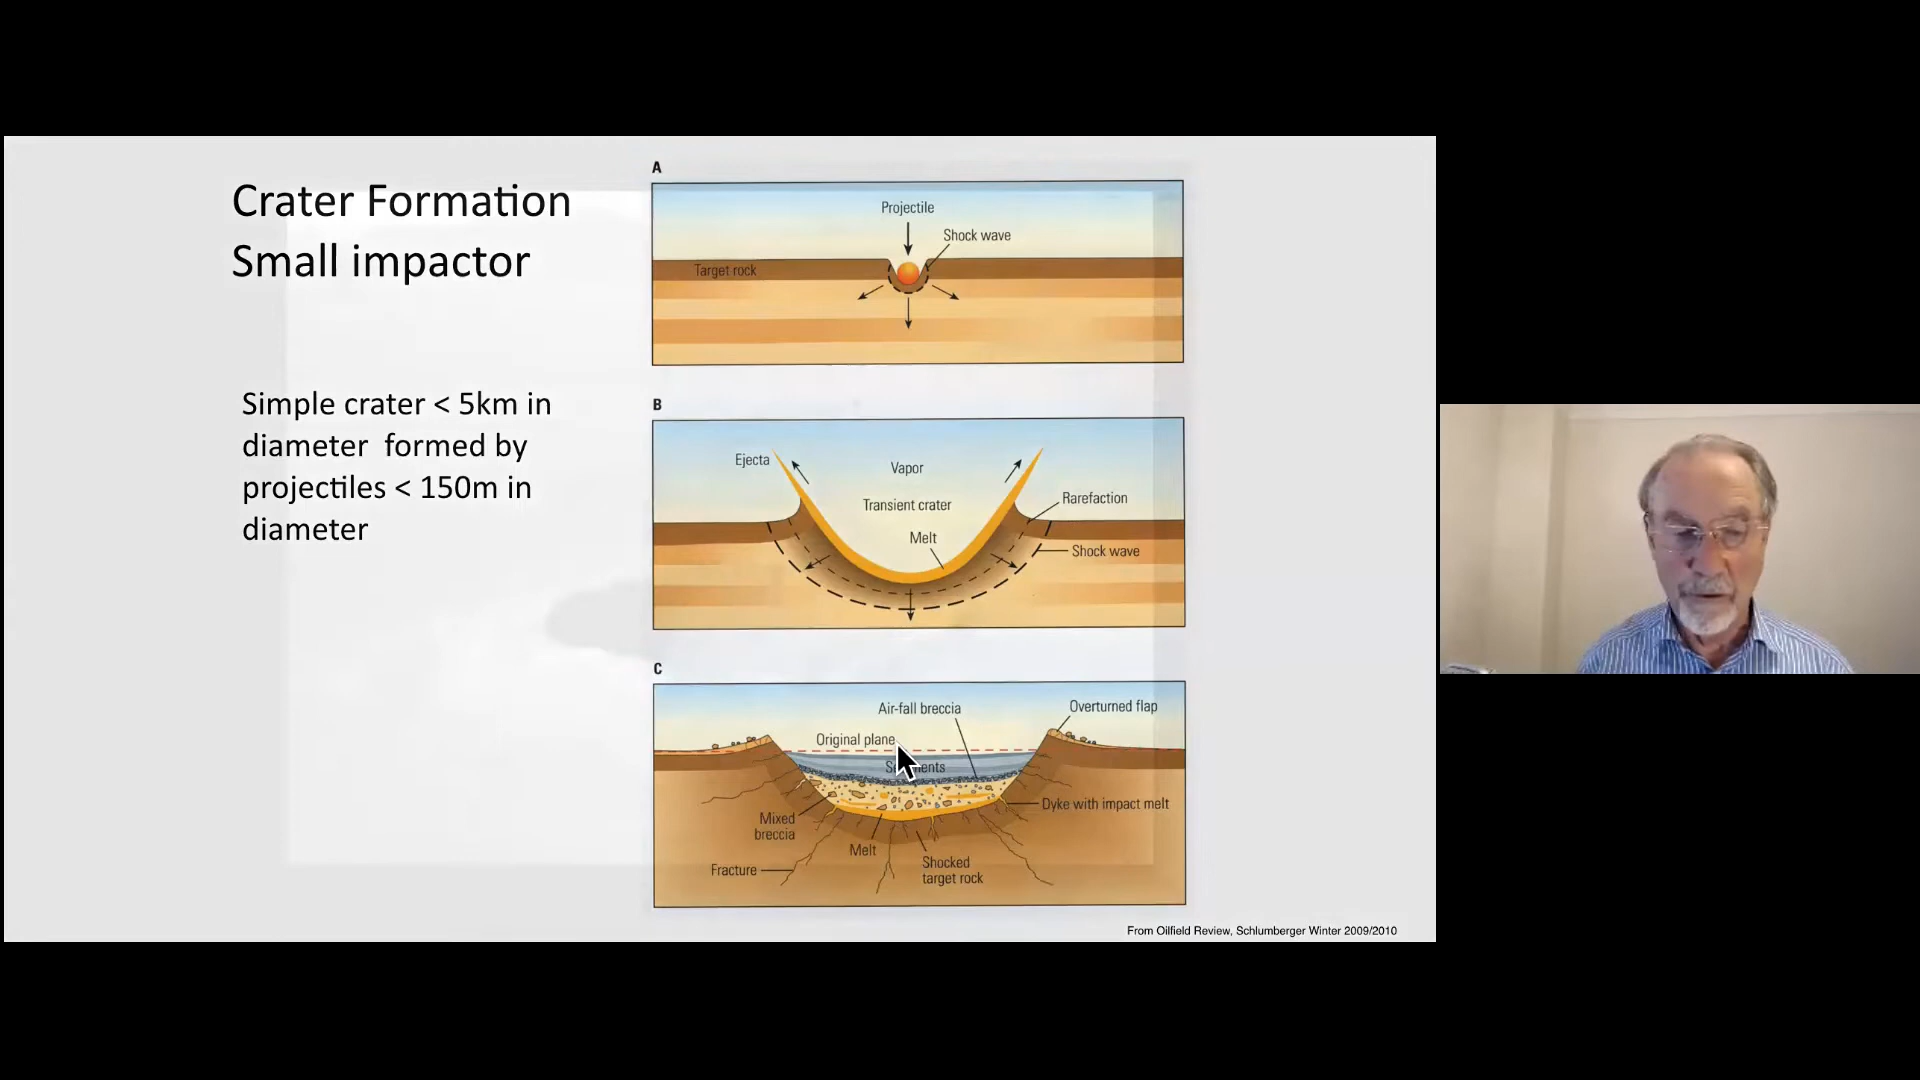 Crater Formation
Small impactor
Simple crater < 5km in
diameter formed by
projectiles < 150m in
diameter
A
Projectile
Shock wave
Target rock
B
Ejecta
Vapor
Transient crater
Rarefaction
Melt
Shock wave
C
Air-fall breccia
Overturned flap
Original plane
Dyke with impact melt
Mixed
breccia
Melt
Shocked
target rock
Fracture
From Oilfield Review, Schlumberger Winter 2009/2010